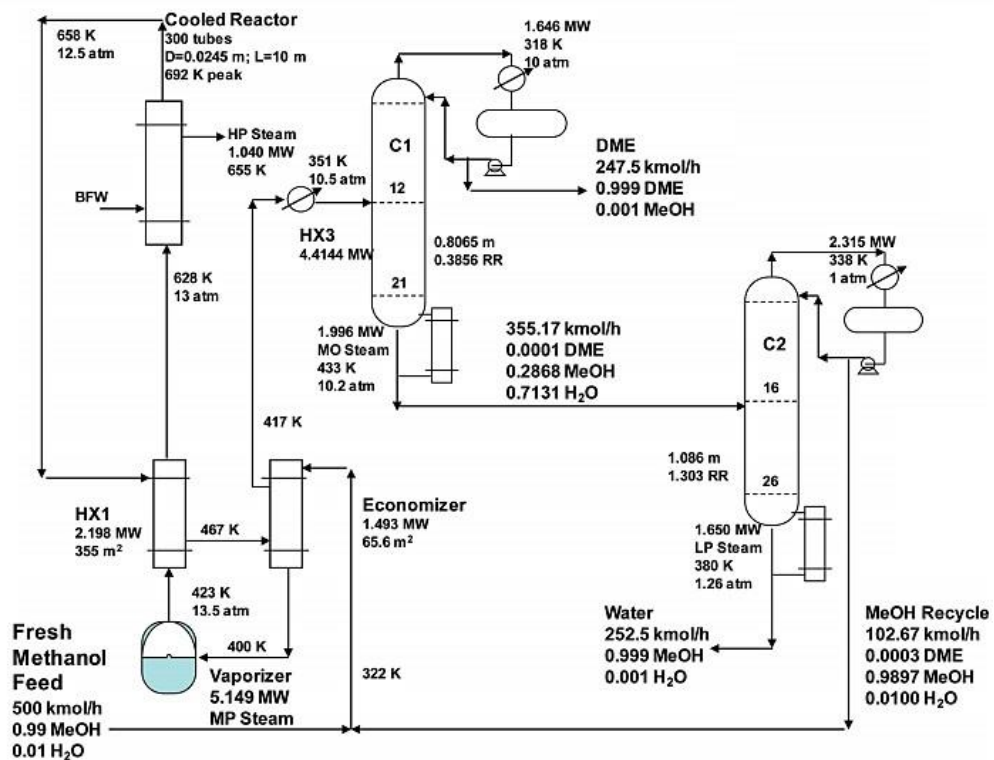 658 K
12.5 atm
Cooled Reactor
300 tubes
D=0.0245 m; L=10 m
692 K peak
HP Steam
1.040 MW
655 K
BFW
628 K
13 atm
351 K
10.5 atm
HX3
4.4144 MW
C1
12
21
1.646 MW
318 K
10 atm
DME
247.5 kmol/h
0.999 DME
0.001 MeOH
0.8065 m
0.3856 RR
1.996 MW
MO Steam
433 K
10.2 atm
355.17 kmol/h
0.0001 DME
0.2868 MeOH
0.7131 H₂O
2.315 MW
338 K
1 atm
C2
16
26
1.086 m
1.303 RR
1.650 MW
LP Steam
380 K
1.26 atm
417 K
HX1
2.198 MW
355 m²
467 K
Economizer
1.493 MW
65.6 m²
423 K
13.5 atm
400 K
Vaporizer
5.149 MW
MP Steam
322 K
Fresh
Methanol
Feed
500 kmol/h
0.99 MeOH
0.01 H₂O
Water
252.5 kmol/h
0.999 MeOH
0.001 H₂O
MeOH Recycle
102.67 kmol/h
0.0003 DME
0.9897 MeOH
0.0100 H₂O